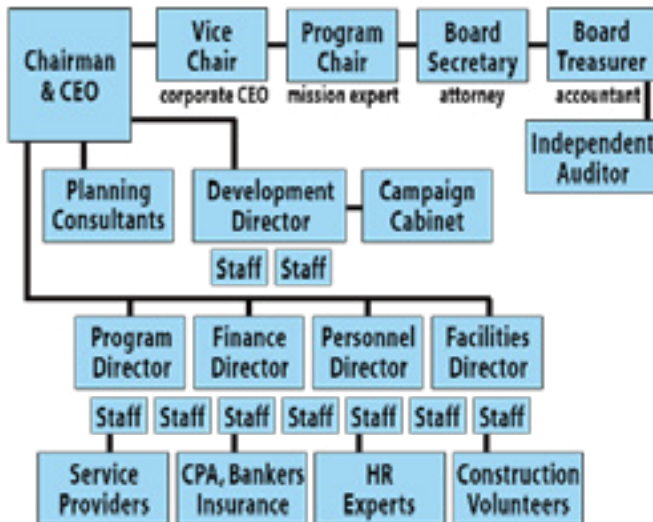 Chairman
& CEO
Vice
Chair
corporate CEO
Program
Chair
mission expert
Board
Secretary
attorney
Board
Treasurer
accountant
Independent
Auditor
Planning
Consultants
Development
Director
Campaign
Cabinet
Staff
Staff
Program
Director
Finance
Director
Personnel
Director
Facilities
Director
Staff
Staff
Staff
Staff
Staff
Staff
Staff
Service
Providers
CPA, Bankers
Insurance
HR
Experts
Construction
Volunteers